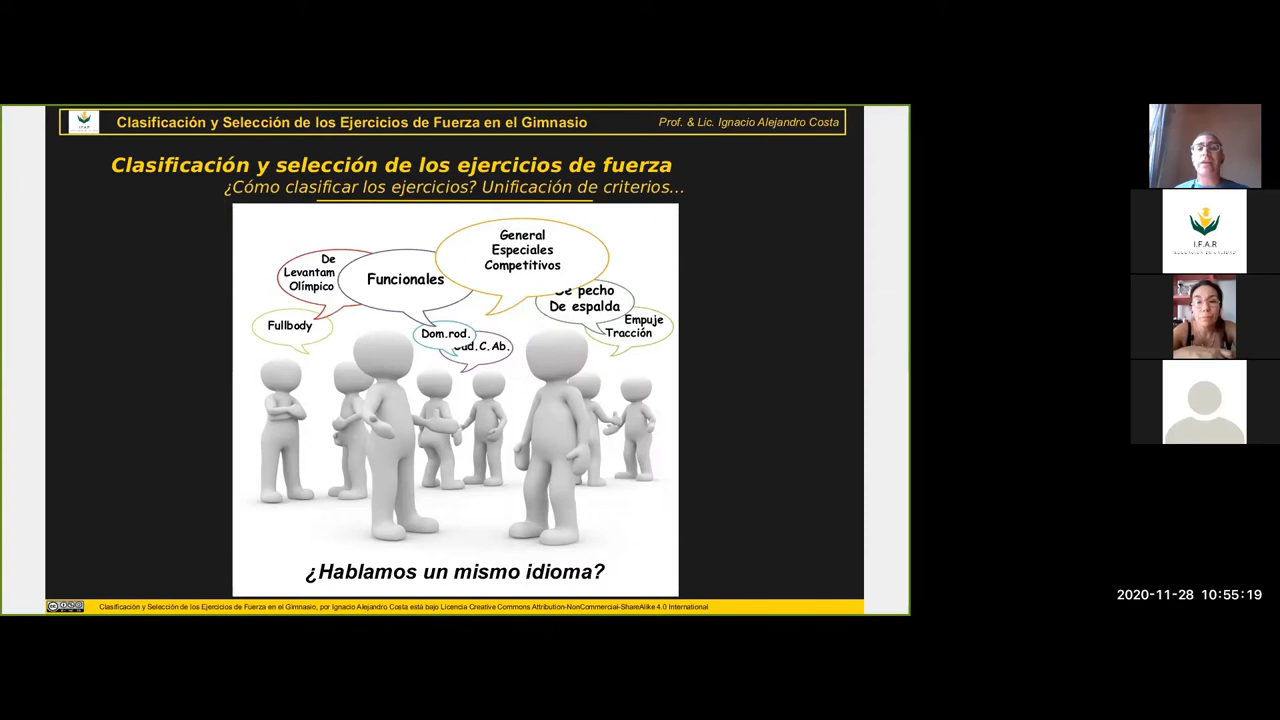 Clasificación y Selección de los Ejercicios de Fuerza en el Gimnasio
Prof. & Lic. Ignacio Alejandro Costa
I.F.A.R
Clasificación y selección de los ejercicios de fuerza
¿Cómo clasificar los ejercicios? Unificación de criterios...
General
Especiales
Competitivos
De
Levantam
Olímpico
Funcionales
De pecho
De espalda
Fullbody
Dom.rod.
C.Ab.
Empuje
Tracción
¿Hablamos un mismo idioma?
Clasificación y Selección de los Ejercicios de Fuerza en el Gimnasio, por Ignacio Alejandro Costa está bajo Licencia Creative Commons Attribution-NonCommercial-ShareAlike 4.0 International
I.F.A.R
2020-11-28 10:55:19